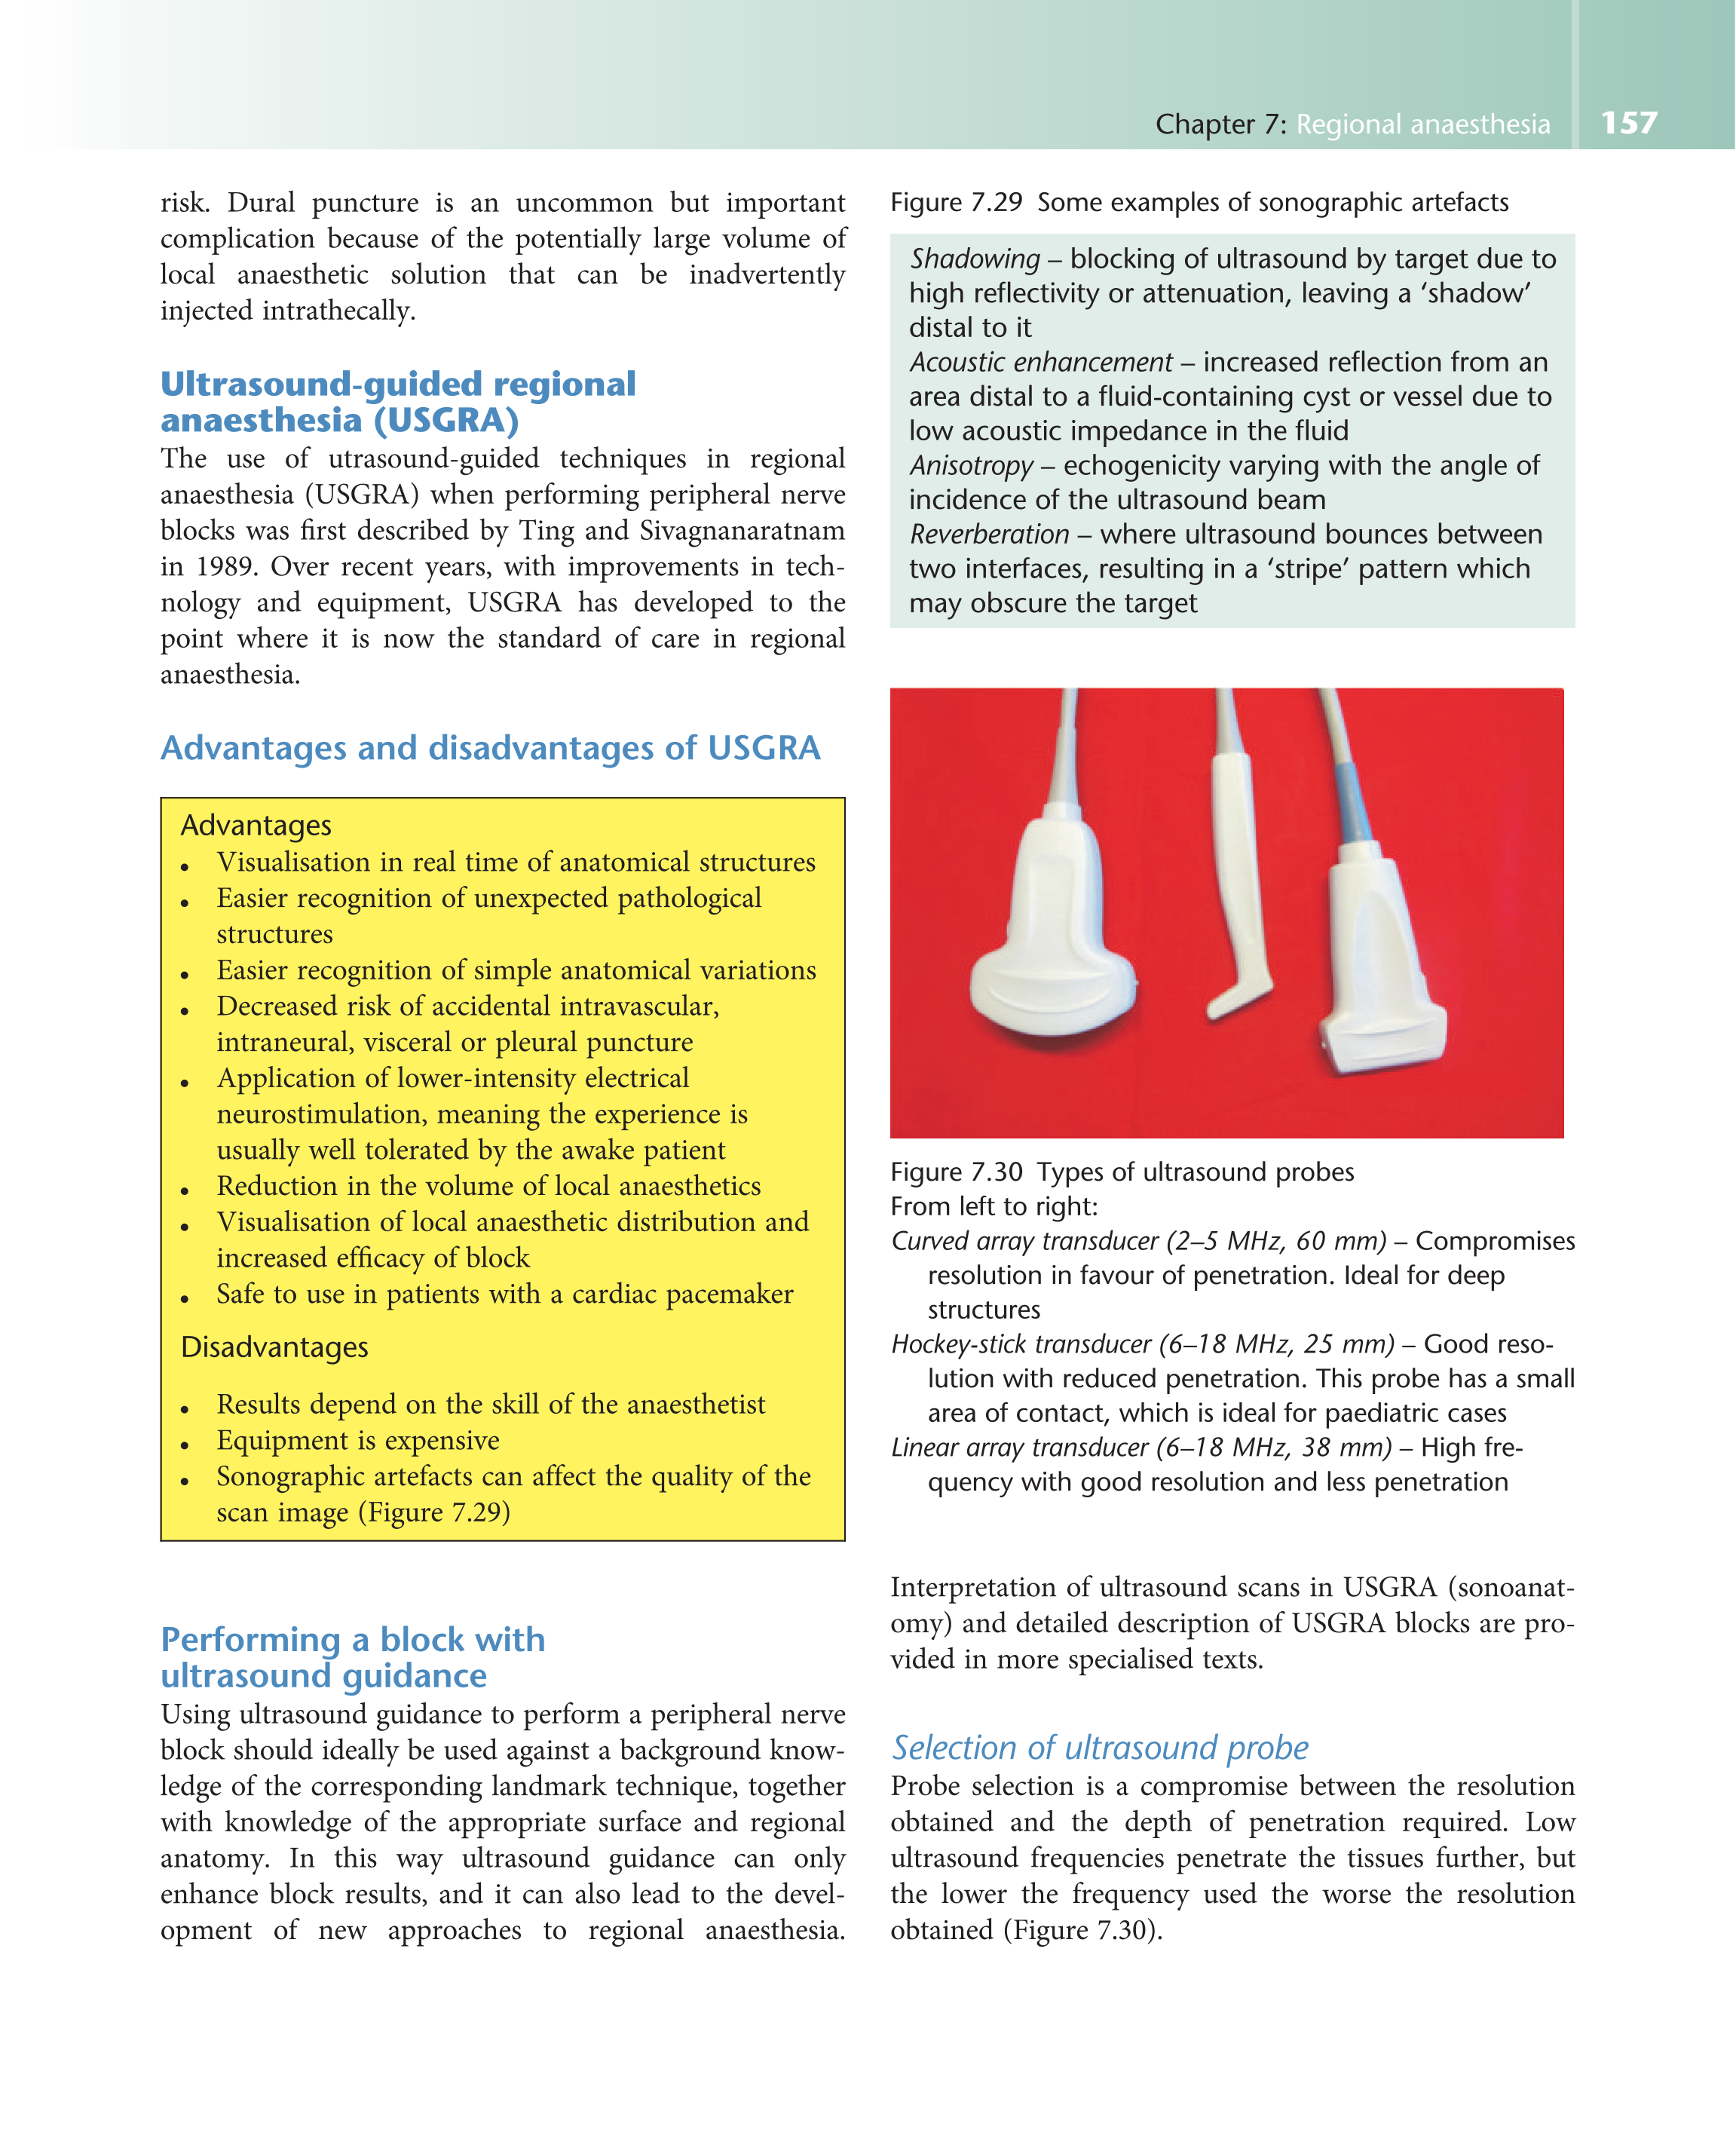 Chapter 7: Regional anaesthesia 157
risk. Dural puncture is an uncommon but important
complication because of the potentially large volume of
local anaesthetic solution that can be inadvertently
injected intrathecally.
Ultrasound-guided regional
anaesthesia (USGRA)
The use of utrasound-guided techniques in regional
anaesthesia (USGRA) when performing peripheral nerve
blocks was first described by Ting and Sivagnanaratnam
in 1989. Over recent years, with improvements in tech-
nology and equipment, USGRA has developed to the
point where it is now the standard of care in regional
anaesthesia.
Advantages and disadvantages of USGRA
Advantages
• Visualisation in real time of anatomical structures
• Easier recognition of unexpected pathological
structures
• Easier recognition of simple anatomical variations
• Decreased risk of accidental intravascular,
intraneural, visceral or pleural puncture
• Application of lower-intensity electrical
neurostimulation, meaning the experience is
usually well tolerated by the awake patient
• Reduction in the volume of local anaesthetics
• Visualisation of local anaesthetic distribution and
increased efficacy of block
• Safe to use in patients with a cardiac pacemaker
Disadvantages
• Results depend on the skill of the anaesthetist
• Equipment is expensive
• Sonographic artefacts can affect the quality of the
scan image (Figure 7.29)
Performing a block with
ultrasound guidance
Using ultrasound guidance to perform a peripheral nerve
block should ideally be used against a background know-
ledge of the corresponding landmark technique, together
with knowledge of the appropriate surface and regional
anatomy. In this way ultrasound guidance can only
enhance block results, and it can also lead to the devel-
opment of new approaches to regional anaesthesia.
Figure 7.29 Some examples of sonographic artefacts
Shadowing – blocking of ultrasound by target due to
high reflectivity or attenuation, leaving a ‘shadow’
distal to it
Acoustic enhancement – increased reflection from an
area distal to a fluid-containing cyst or vessel due to
low acoustic impedance in the fluid
Anisotropy – echogenicity varying with the angle of
incidence of the ultrasound beam
Reverberation – where ultrasound bounces between
two interfaces, resulting in a ‘stripe’ pattern which
may obscure the target
Figure 7.30 Types of ultrasound probes
From left to right:
Curved array transducer (2–5 MHz, 60 mm) – Compromises
resolution in favour of penetration. Ideal for deep
structures
Hockey-stick transducer (6–18 MHz, 25 mm) – Good reso-
lution with reduced penetration. This probe has a small
area of contact, which is ideal for paediatric cases
Linear array transducer (6–18 MHz, 38 mm) – High fre-
quency with good resolution and less penetration
Interpretation of ultrasound scans in USGRA (sonoanat-
omy) and detailed description of USGRA blocks are pro-
vided in more specialised texts.
Selection of ultrasound probe
Probe selection is a compromise between the resolution
obtained and the depth of penetration required. Low
ultrasound frequencies penetrate the tissues further, but
the lower the frequency used the worse the resolution
obtained (Figure 7.30).